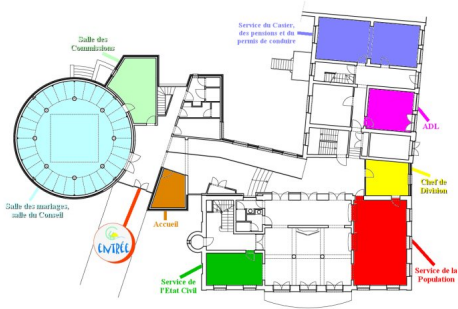 Service du Casier,
des pensions et du
permis de conduire
Salle des
Commissions
ADL
Chef de
Division
Salle des mariages,
salle du Conseil
Accueil
ENTRÉE
Service de
l'Etat Civil
Service de la
Population